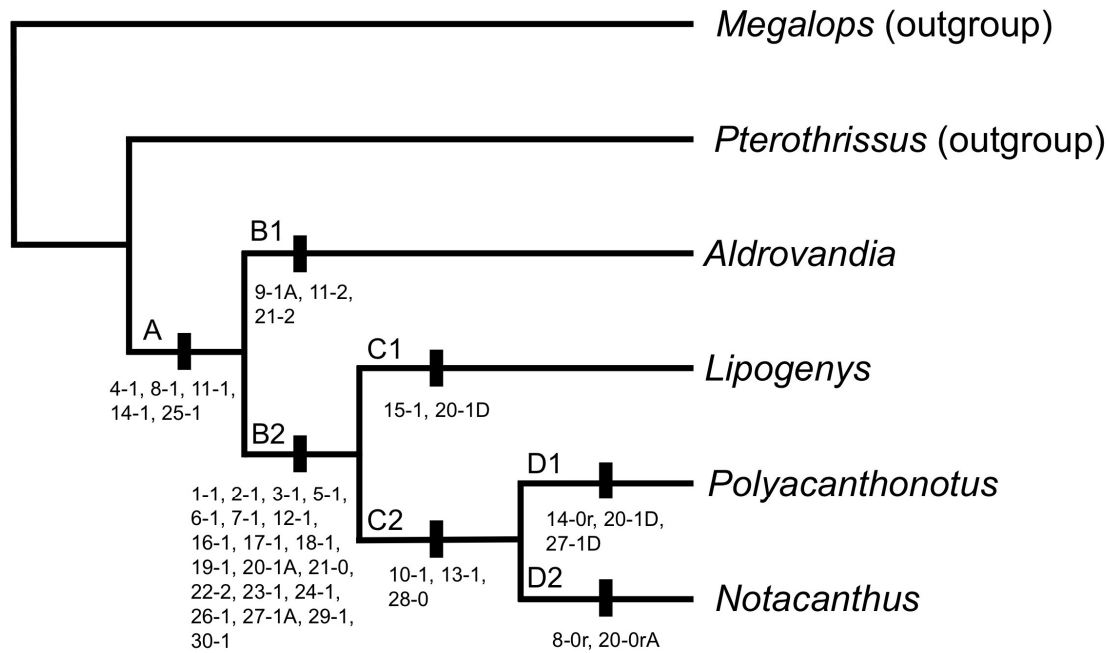 Megalops (outgroup)
Pterothrissus (outgroup)
B1
Aldrovandia
9-1A, 11-2,
21-2
A
4-1, 8-1, 11-1,
14-1, 25-1
C1
Lipogenys
15-1, 20-1D
B2
1-1, 2-1, 3-1, 5-1,
6-1, 7-1, 12-1,
16-1, 17-1, 18-1,
19-1, 20-1A, 21-0,
22-2, 23-1, 24-1,
26-1, 27-1A, 29-1,
30-1
D1
Polyacanthonotus
14-0r, 20-1D,
27-1D
C2
10-1, 13-1,
28-0
D2
Notacanthus
8-0r, 20-0rA